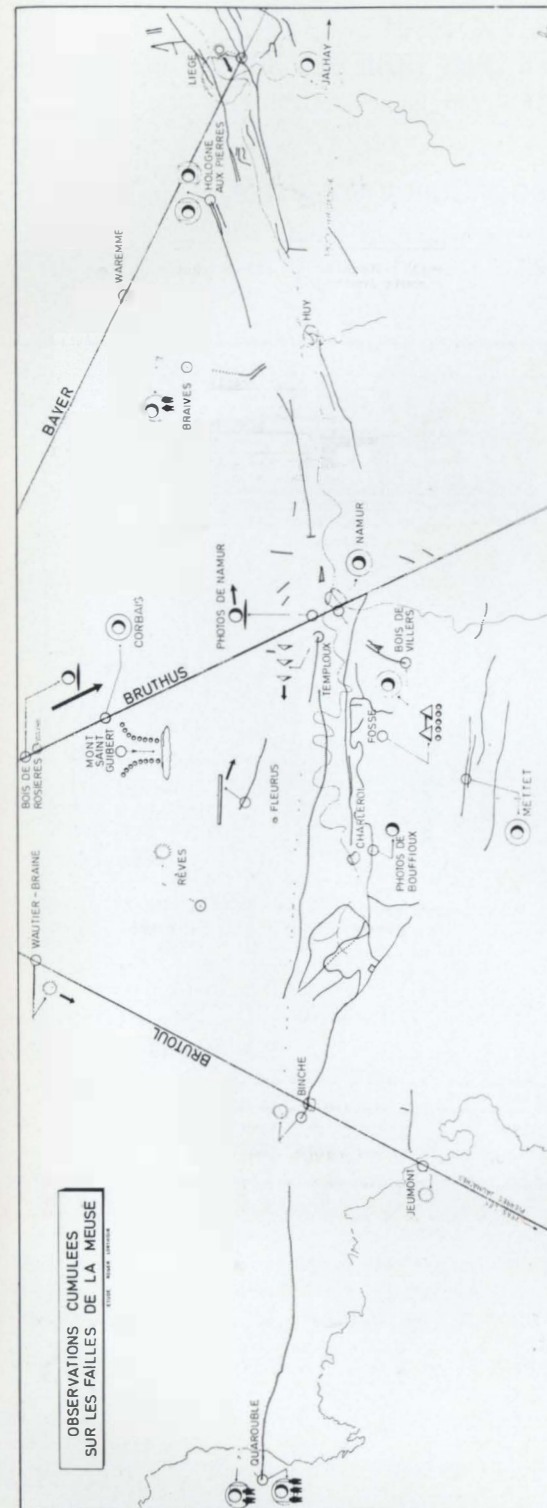 OBSERVATIONS CUMULEES
SUR LES FAILLES DE LA MEUSE
QUAROUBLE
JEUMONT
BINCHE
BRUTOUL
WAUTIER - BRAINE
RÊVES
FLEURUS
CHARLEROI
PHOTOS DE
BOUFFIOUX
METTET
FOSSE
BOIS DE
VILLERS
TEMPLOUX
MONT
SAINT
GUIBERT
BOIS DE
ROSIERES
BRUTHUS
CORBAIS
PHOTOS DE NAMUR
NAMUR
BRAIVES
HUY
BAVER
WAREMME
HOLOGNE
AUX PIERRES
LIEGE
JALHAY